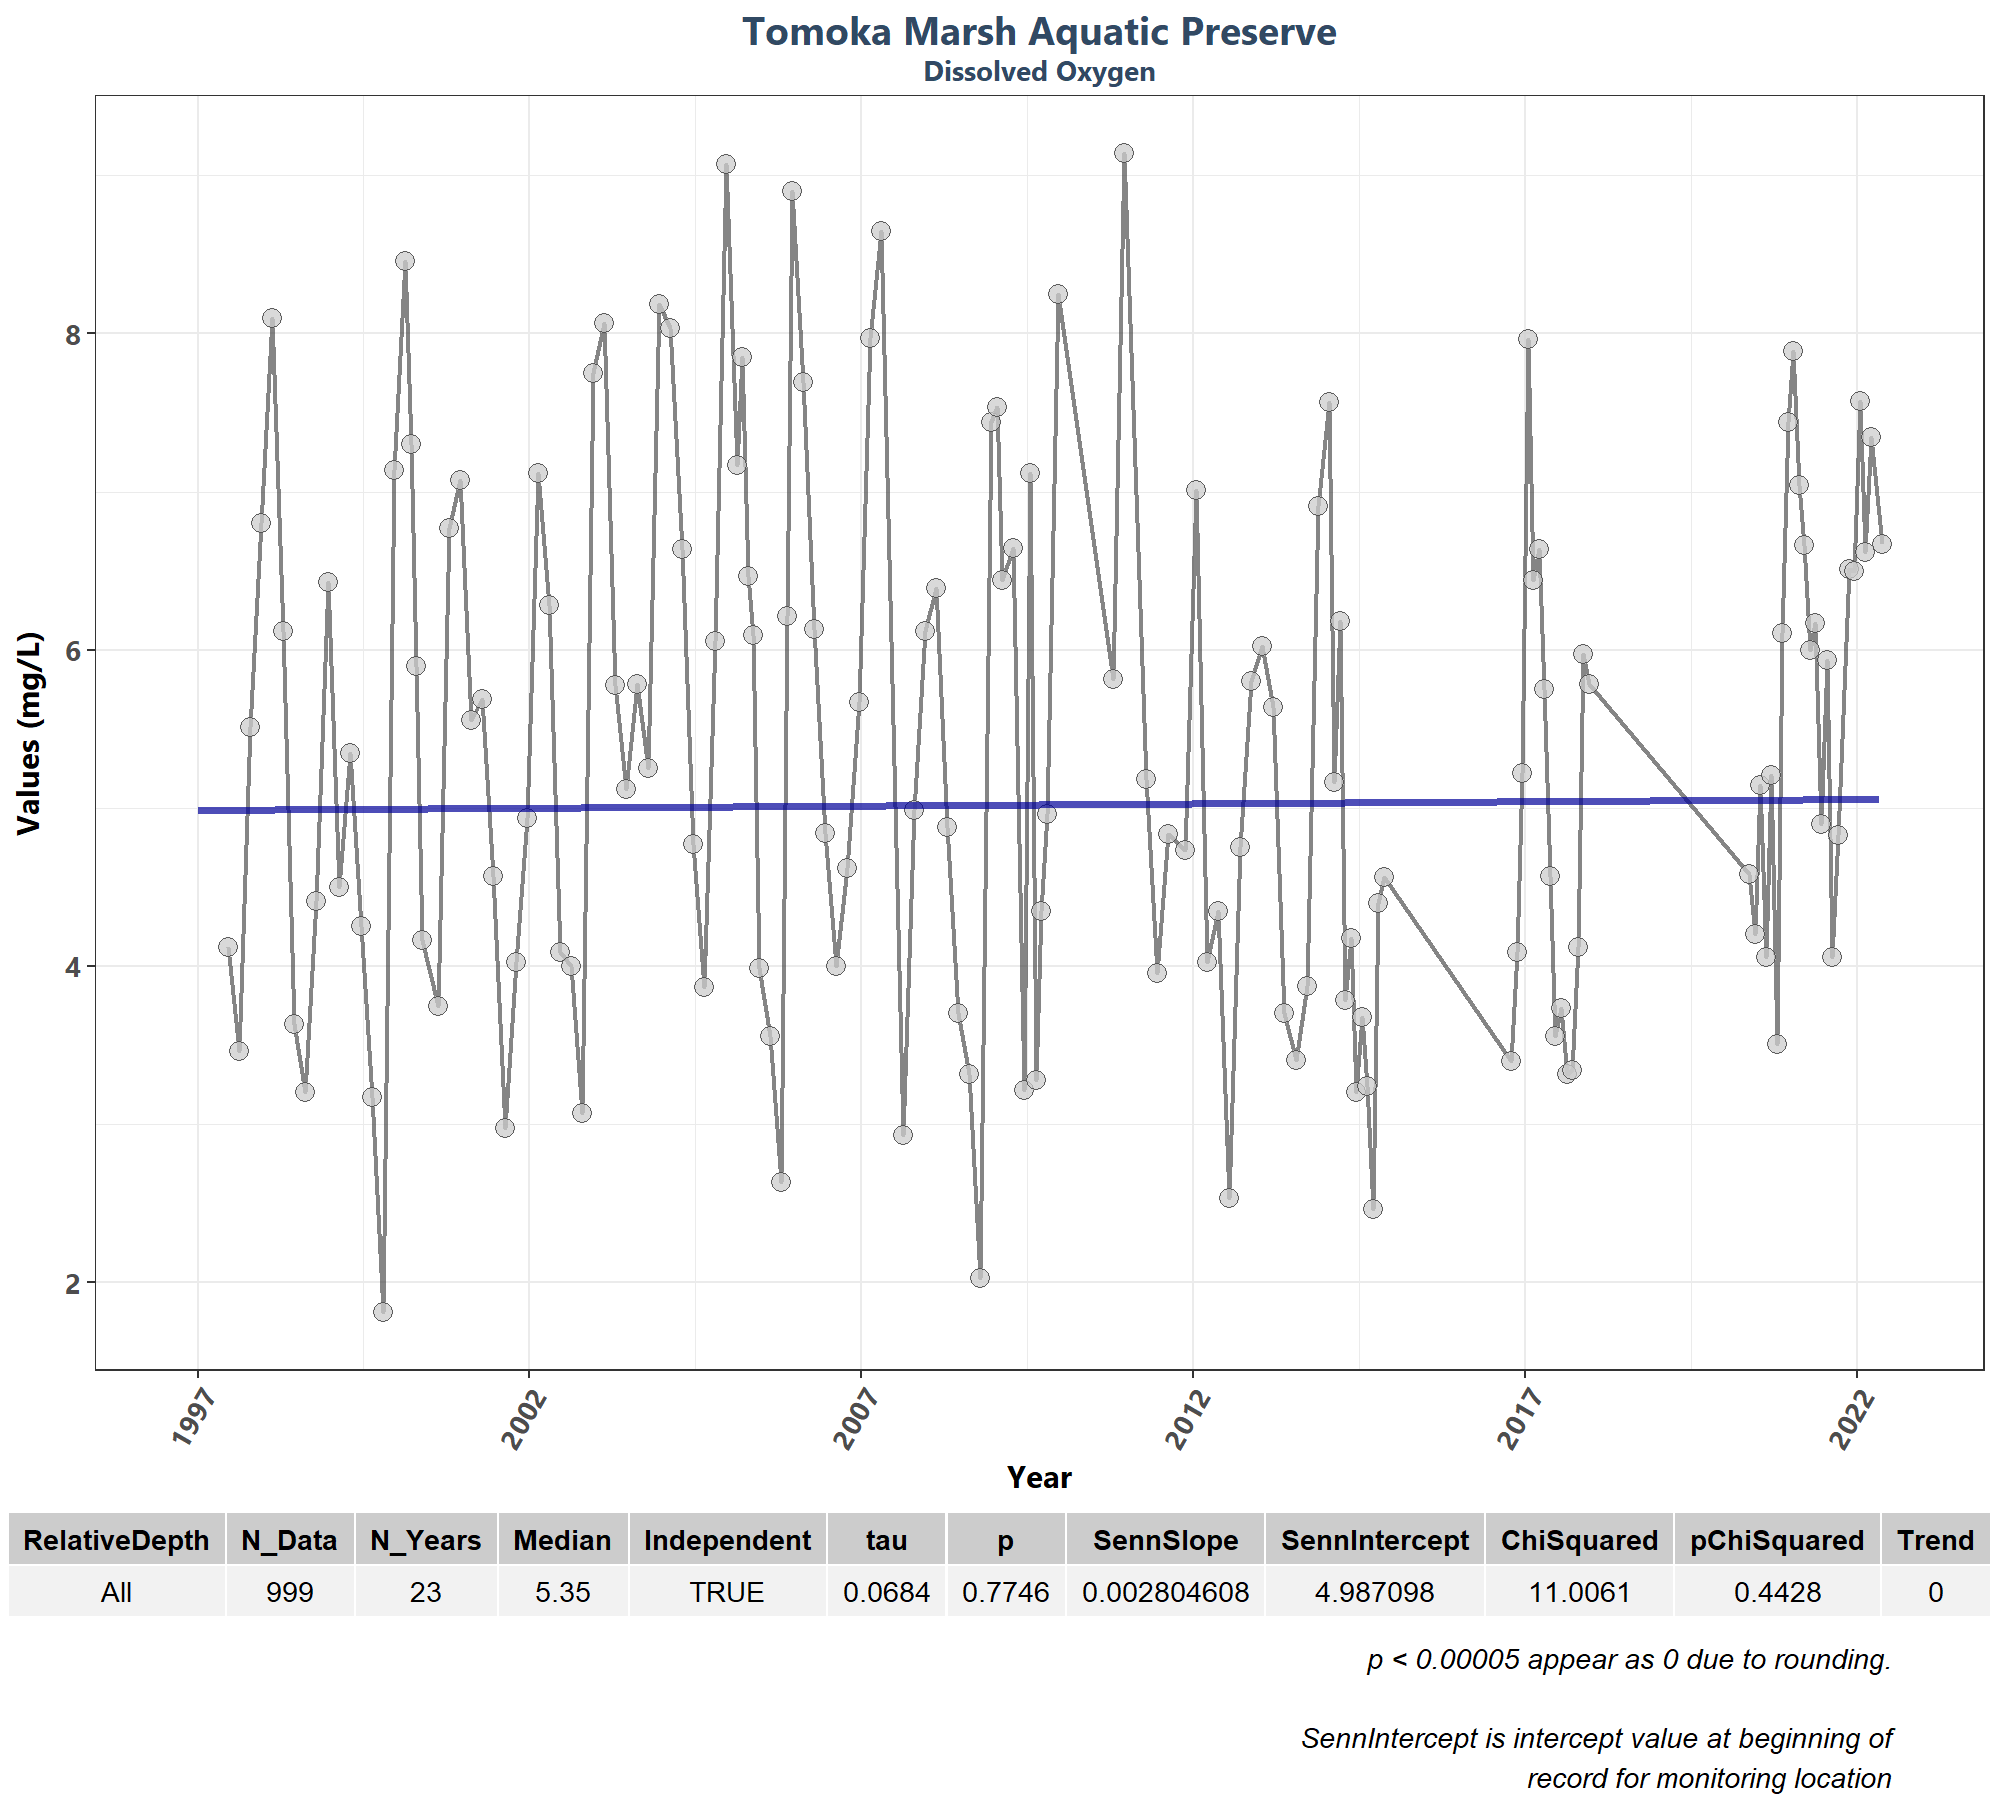 Tomoka Marsh Aquatic Preserve
Dissolved Oxygen
Values (mg/L)
8
6
4
2
1997 2002 2007 2012 2017 2022
Year
RelativeDepth N_Data N_Years Median Independent tau p SennSlope SennIntercept ChiSquared pChiSquared Trend
All 999 23 5.35 TRUE 0.0684 0.7746 0.002804608 4.987098 11.0061 0.4428 0
p < 0.00005 appear as 0 due to rounding.
SennIntercept is intercept value at beginning of
record for monitoring location